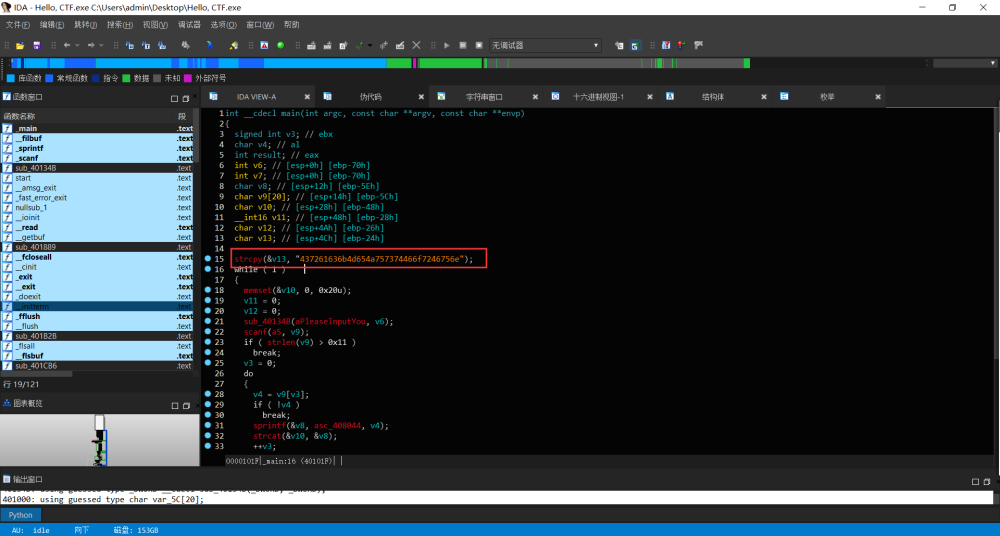 IDA - Hello, CTF.exe C:\Users\admin\Desktop\Hello, CTF.exe
文件(F) 编辑(E) 跳转(J) 搜索(H) 视图(V) 调试器 选项(O) 窗口(W) 帮助
无调试器
库函数 常规函数 指令 数据 未知 外部符号
函数窗口
函数名称 段
_main .text
__filbuf .text
_sprintf .text
_scanf .text
sub_40134B .text
start .text
__amsg_exit .text
_fast_error_exit .text
nullsub_1 .text
__ioinit .text
__read .text
__getbuf .text
sub_401889 .text
__fcloseall .text
__cinit .text
_exit .text
__exit .text
_doexit .text
__initterm .text
_fflush .text
__flush .text
sub_401B2B .text
_flsall .text
__flsbuf .text
sub_401CB6 .text
行 19/121
图表概览
IDA VIEW-A 伪代码 字符串窗口 十六进制视图-1 结构体 枚举
1 int __cdecl main(int argc, const char **argv, const char **envp)
2 {
3 signed int v3; // ebx
4 char v4; // al
5 int result; // eax
6 int v6; // [esp+0h] [ebp-70h]
7 int v7; // [esp+0h] [ebp-70h]
8 char v8; // [esp+12h] [ebp-5Eh]
9 char v9[20]; // [esp+14h] [ebp-5Ch]
10 char v10; // [esp+28h] [ebp-48h]
11 __int16 v11; // [esp+48h] [ebp-28h]
12 char v12; // [esp+4Ah] [ebp-26h]
13 char v13; // [esp+4Ch] [ebp-24h]
14
15 strcpy(&v13, "437261636b4d654a757374466f7246756e");
16 while ( 1 )
17 {
18 memset(&v10, 0, 0x20u);
19 v11 = 0;
20 v12 = 0;
21 sub_40134B(aPleaseInputYou, v6);
22 scanf(aS, v9);
23 if ( strlen(v9) > 0x11 )
24 break;
25 v3 = 0;
26 do
27 {
28 v4 = v9[v3];
29 if ( !v4 )
30 break;
31 sprintf(&v8, asc_408044, v4);
32 strcat(&v10, &v8);
33 ++v3;
0000101F _main:16 (40101F)
输出窗口
401000: using guessed type char var_5C[20];
Python
AU: idle 向下 磁盘: 153GB